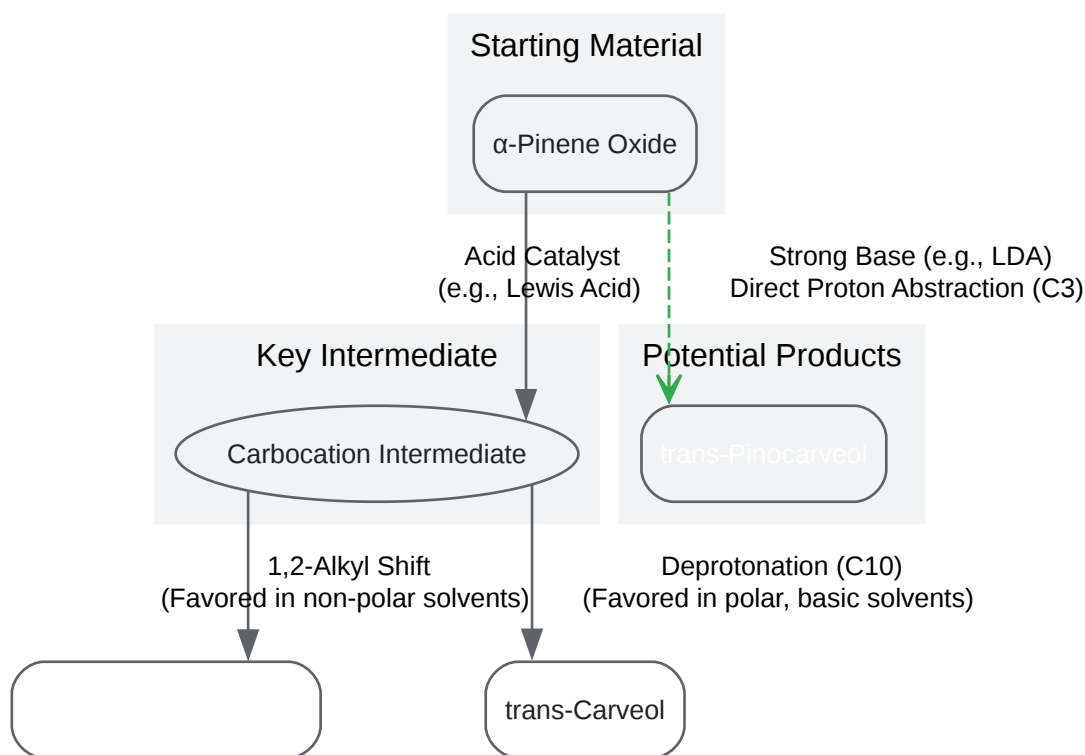 Starting Material
α-Pinene Oxide
Acid Catalyst
(e.g., Lewis Acid)
Strong Base (e.g., LDA)
Direct Proton Abstraction (C3)
Key Intermediate
Potential Products
Carbocation Intermediate
trans-Pinocarveol
1,2-Alkyl Shift
(Favored in non-polar solvents)
Deprotonation (C10)
(Favored in polar, basic solvents)
trans-Carveol